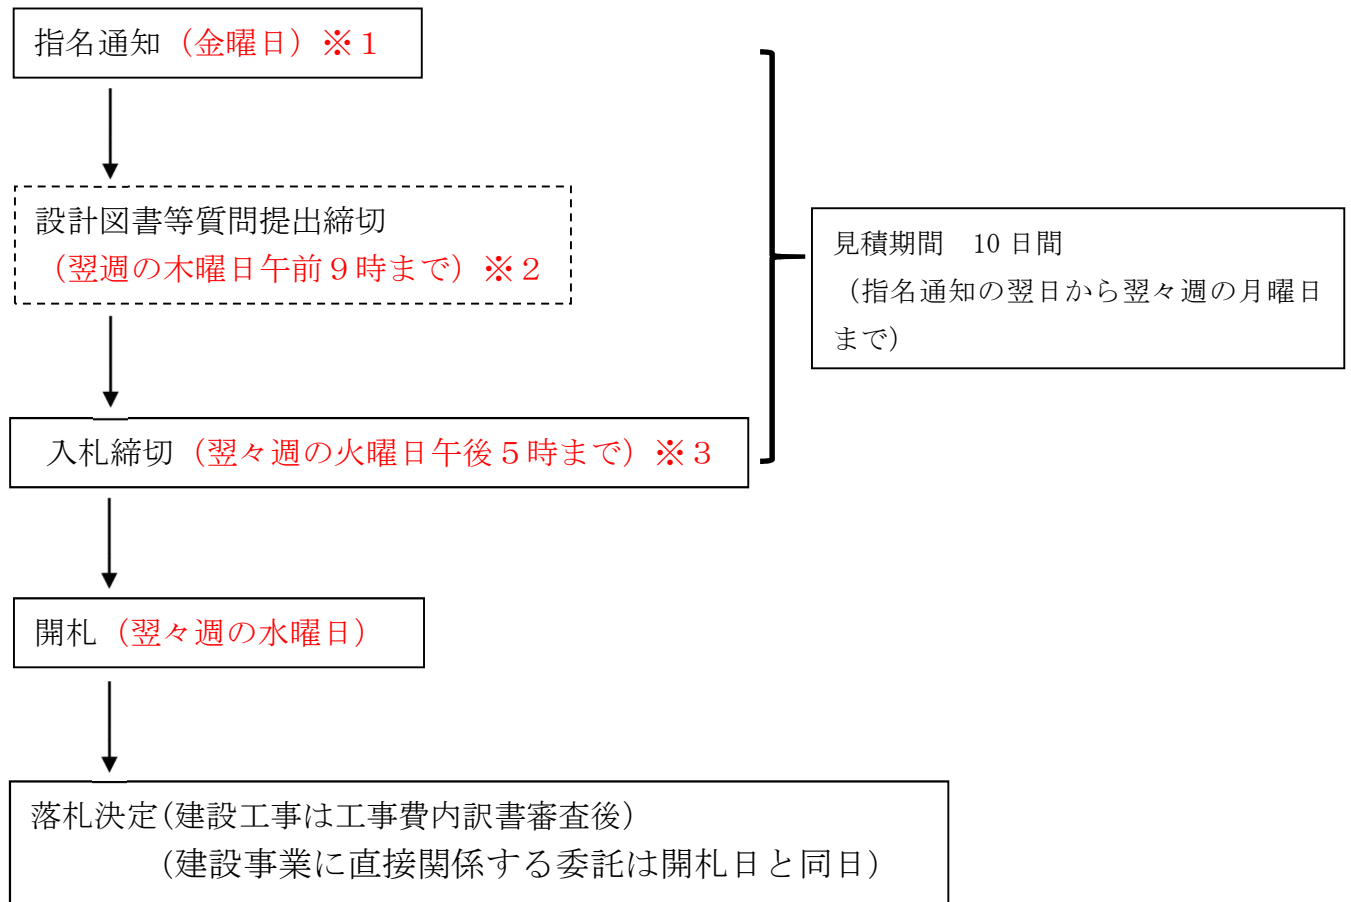 指名通知（金曜日）※１
設計図書等質問提出締切
（翌週の木曜日午前９時まで）※２
見積期間　10 日間
（指名通知の翌日から翌々週の月曜日
まで）
入札締切（翌々週の火曜日午後５時まで）※３
開札（翌々週の水曜日）
落札決定(建設工事は工事費内訳書審査後)
(建設事業に直接関係する委託は開札日と同日)